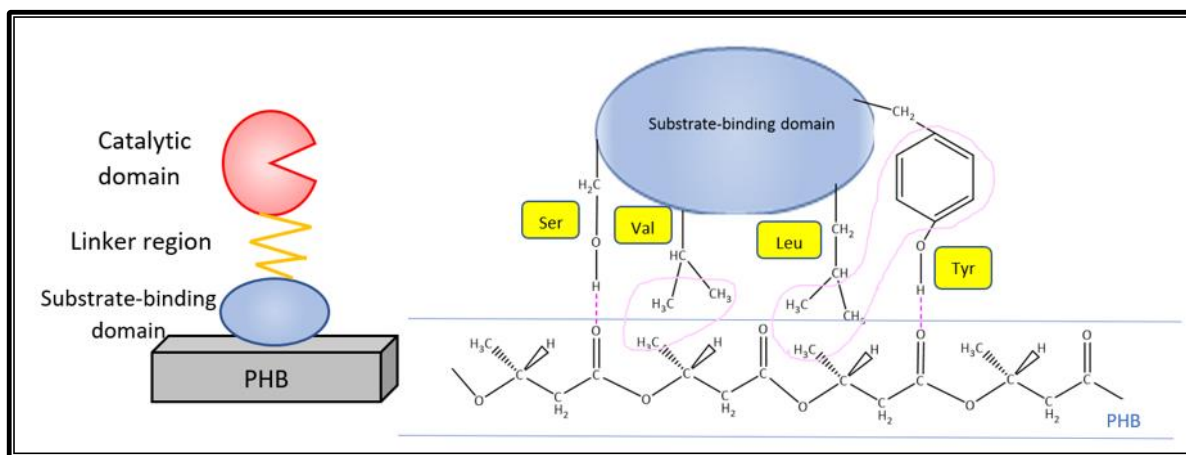 Catalytic
domain
Linker region
Substrate-binding
domain
PHB
Substrate-binding domain
CH2
H2C
Ser
Val
Leu
Tyr
O
H
HC
H3C
CH3
CH2
CH
H3C
CH3
O
H
O
O
O
O
H3C
H
H3C
H
H3C
H
H3C
H
C
C
C
C
C
C
C
C
O
C
H2
O
C
H2
O
C
H2
O
C
H2
PHB